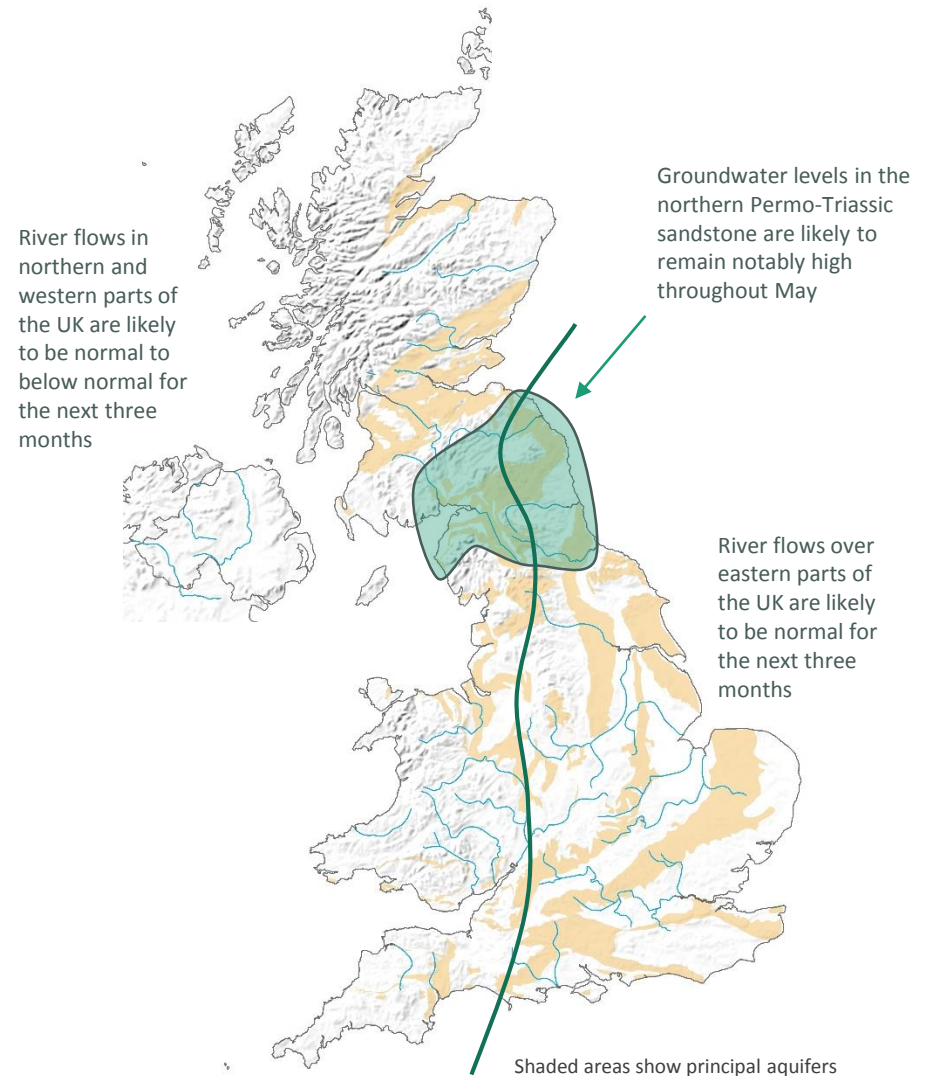 Groundwater levels in the
northern Permo-Triassic
sandstone are likely to
remain notably high
throughout May
River flows in
northern and
western parts of
the UK are likely
to be normal to
below normal for
the next three
months
River flows over
eastern parts of
the UK are likely
to be normal for
the next three
months
Shaded areas show principal aquifers